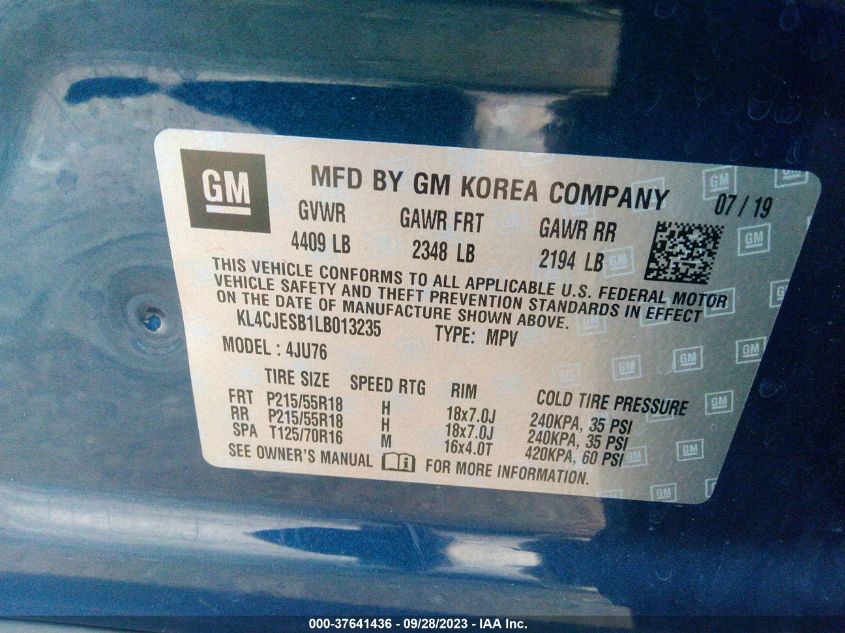 GM MFD BY GM KOREA COMPANY 07 / 19
GVWR GAWR FRT GAWR RR
4409 LB 2348 LB 2194 LB
THIS VEHICLE CONFORMS TO ALL APPLICABLE U.S. FEDERAL MOTOR
VEHICLE SAFETY AND THEFT PREVENTION STANDARDS IN EFFECT
ON THE DATE OF MANUFACTURE SHOWN ABOVE.
KL4CJESB1LB013235 TYPE: MPV
MODEL : 4JU76
TIRE SIZE SPEED RTG RIM COLD TIRE PRESSURE
FRT P215/55R18 H 18x7.0J 240KPA, 35 PSI
RR P215/55R18 H 18x7.0J 240KPA, 35 PSI
SPA T125/70R16 M 16x4.0T 420KPA, 60 PSI
SEE OWNER'S MANUAL FOR MORE INFORMATION.
000-37641436 - 09/28/2023 - IAA Inc.